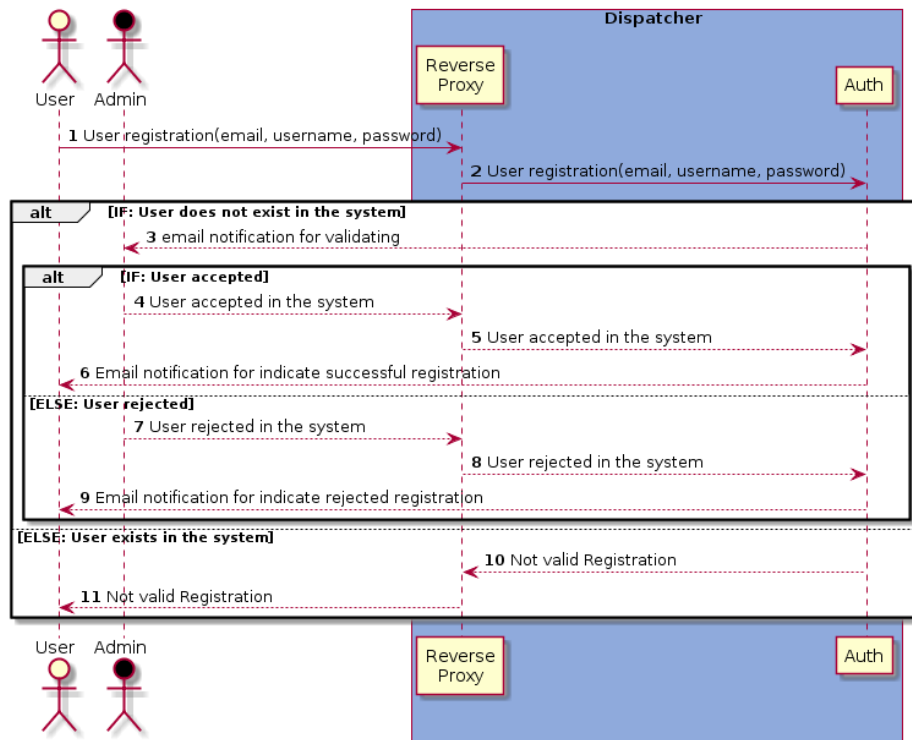 Dispatcher
Reverse
Proxy
Auth
User
Admin
1 User registration(email, username, password)
2 User registration(email, username, password)
alt [IF: User does not exist in the system]
3 email notification for validating
alt [IF: User accepted]
4 User accepted in the system
5 User accepted in the system
6 Email notification for indicate successful registration
[ELSE: User rejected]
7 User rejected in the system
8 User rejected in the system
9 Email notification for indicate rejected registration
[ELSE: User exists in the system]
10 Not valid Registration
11 Not valid Registration
User
Admin
Reverse
Proxy
Auth